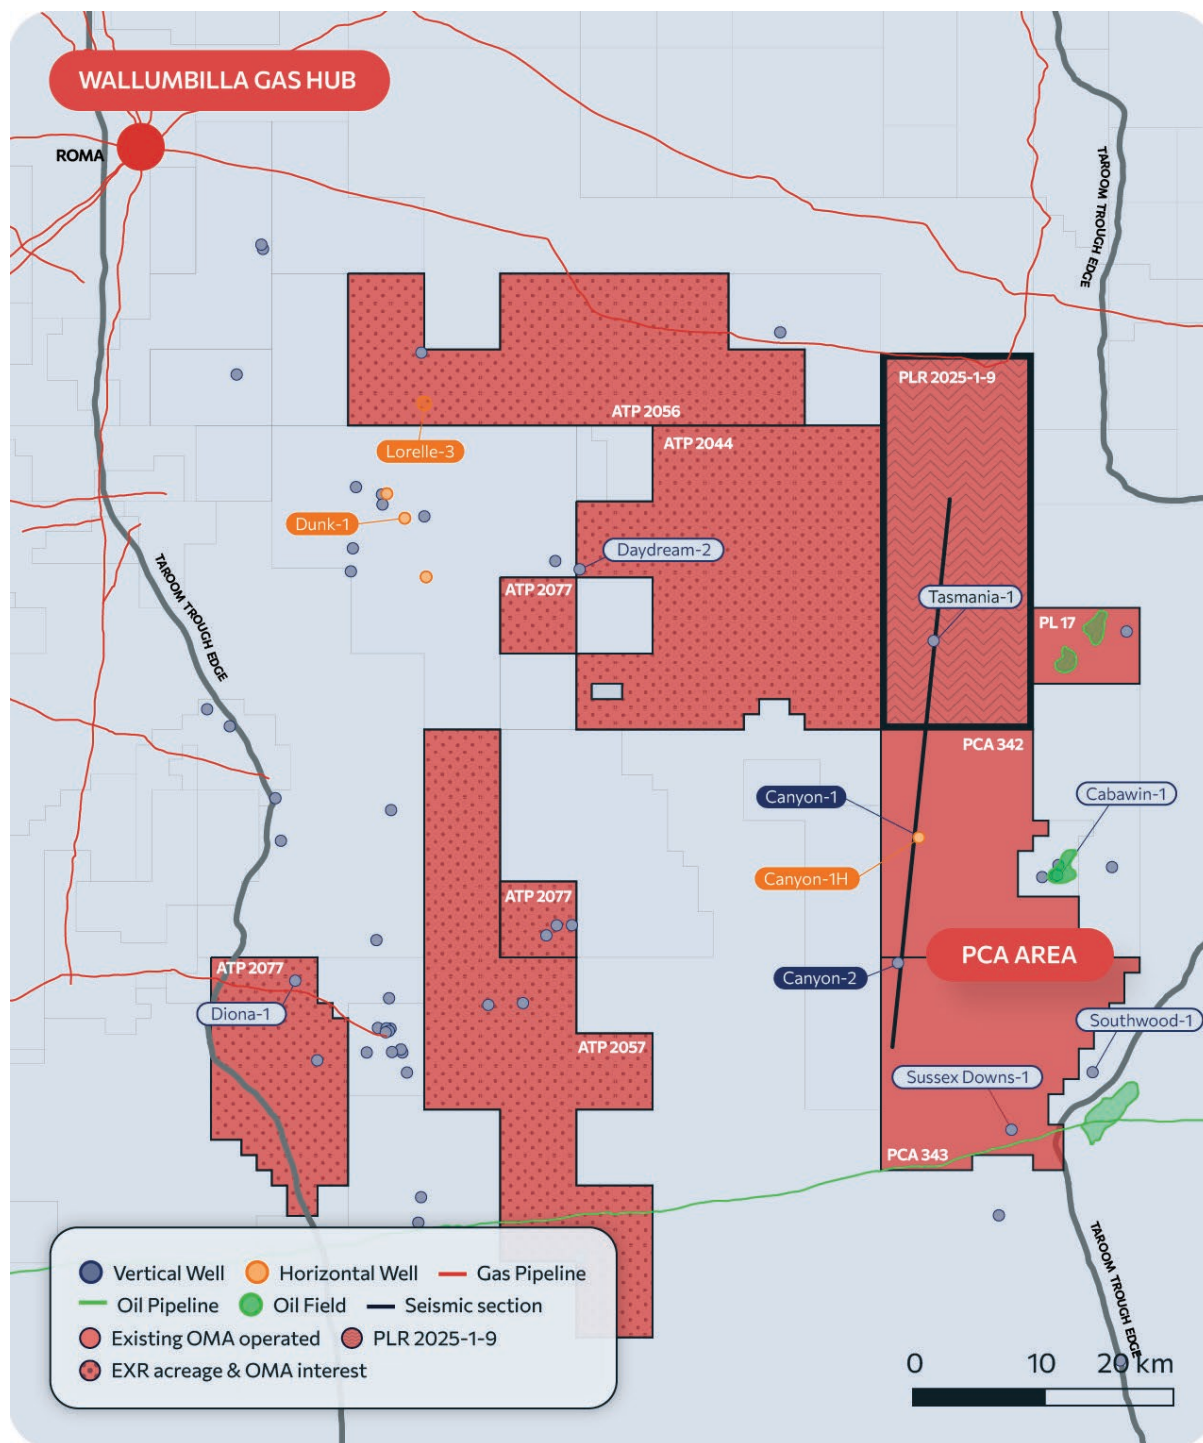 WALLUMBILLA GAS HUB
ROMA
TAROOM TROUGH EDGE
PLR 2025-1-9
ATP 2056
ATP 2044
Lorelle-3
Dunk-1
Daydream-2
TAROOM TROUGH EDGE
ATP 2077
Tasmania-1
PL 17
PCA 342
Canyon-1
Cabawin-1
Canyon-1H
ATP 2077
PCA AREA
ATP 2077
Canyon-2
Diona-1
Southwood-1
ATP 2057
Sussex Downs-1
PCA 343
TAROOM TROUGH EDGE
Vertical Well
Horizontal Well
Gas Pipeline
Oil Pipeline
Oil Field
Seismic section
Existing OMA operated
PLR 2025-1-9
EXR acreage & OMA interest
0 10 20 km